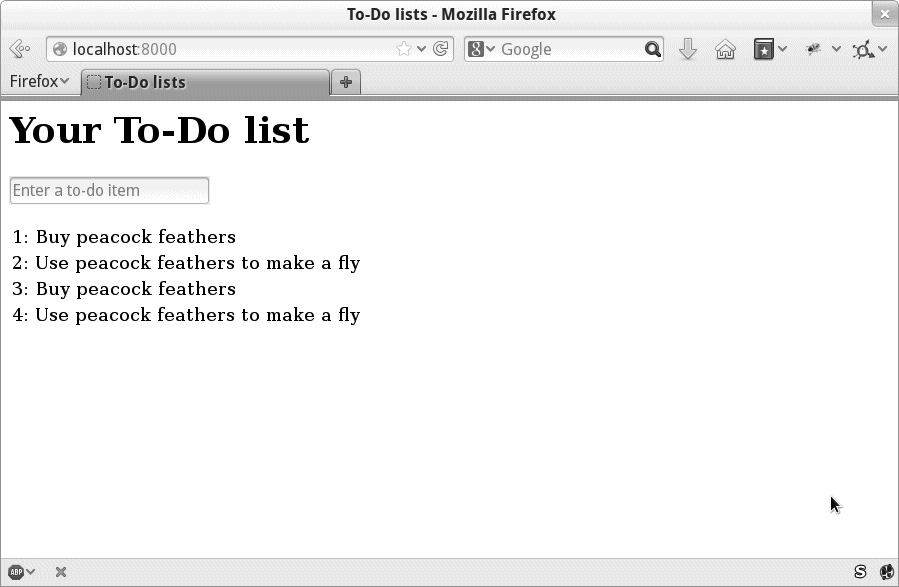 To-Do lists - Mozilla Firefox
localhost:8000
8 Google
Firefox
To-Do lists
Your To-Do list
Enter a to-do item
1: Buy peacock feathers
2: Use peacock feathers to make a fly
3: Buy peacock feathers
4: Use peacock feathers to make a fly
ABP
S